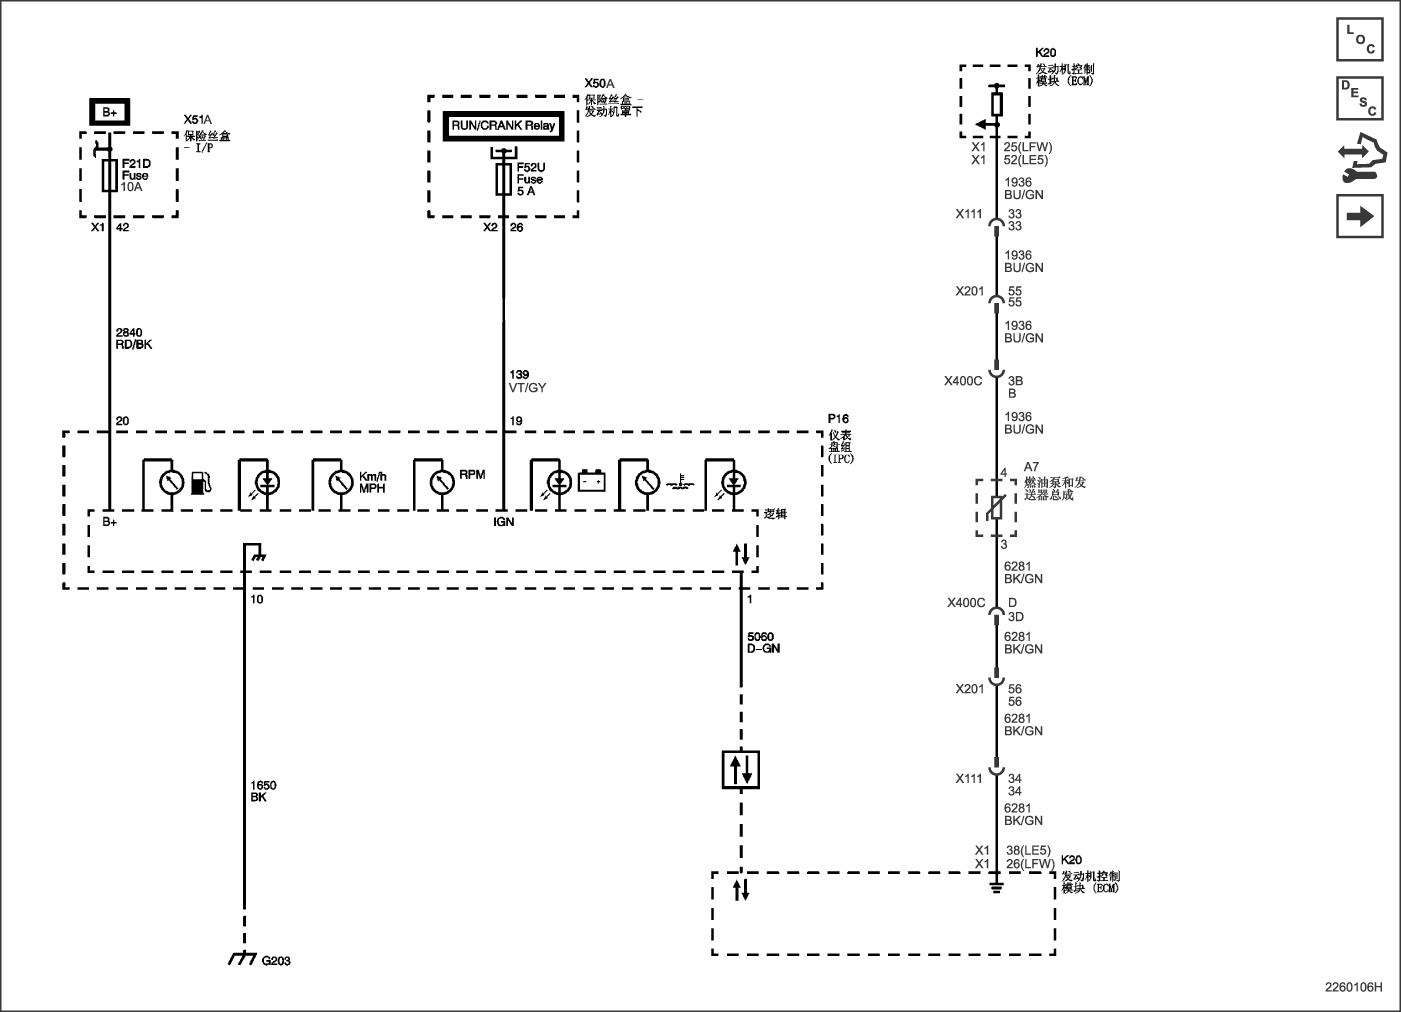 L
O
C
D
E
S
C
B+
X51A
保险丝盒
- I/P
F21D
Fuse
10A
X1 42
2840
RD/BK
20
X50A
保险丝盒 -
发动机罩下
RUN/CRANK Relay
F52U
Fuse
5 A
X2 26
139
VT/GY
19
P16
仪表
盘组
(IPC)
Km/h
MPH
RPM
- +
B+
IGN
逻辑
10
1
1650
BK
G203
5060
D-GN
K20
发动机控制
模块 (ECM)
X1 25(LFW)
X1 52(LE5)
1936
BU/GN
X111 33
33
1936
BU/GN
X201 55
55
1936
BU/GN
X400C 3B
B
1936
BU/GN
4
A7
燃油泵和发
送器总成
3
6281
BK/GN
X400C D
3D
6281
BK/GN
X201 56
56
6281
BK/GN
X111 34
34
6281
BK/GN
X1 38(LE5)
X1 26(LFW)
K20
发动机控制
模块 (ECM)
2260106H